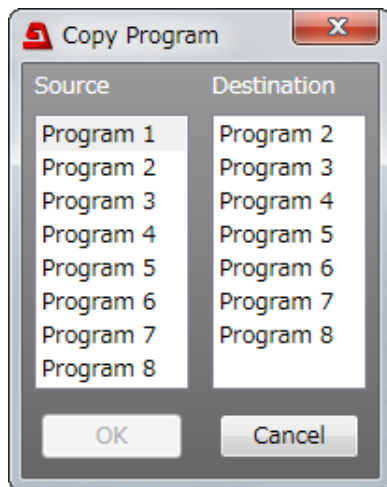 Copy Program
Source
Destination
Program 1
Program 2
Program 3
Program 4
Program 5
Program 6
Program 7
Program 8
Program 2
Program 3
Program 4
Program 5
Program 6
Program 7
Program 8
OK
Cancel